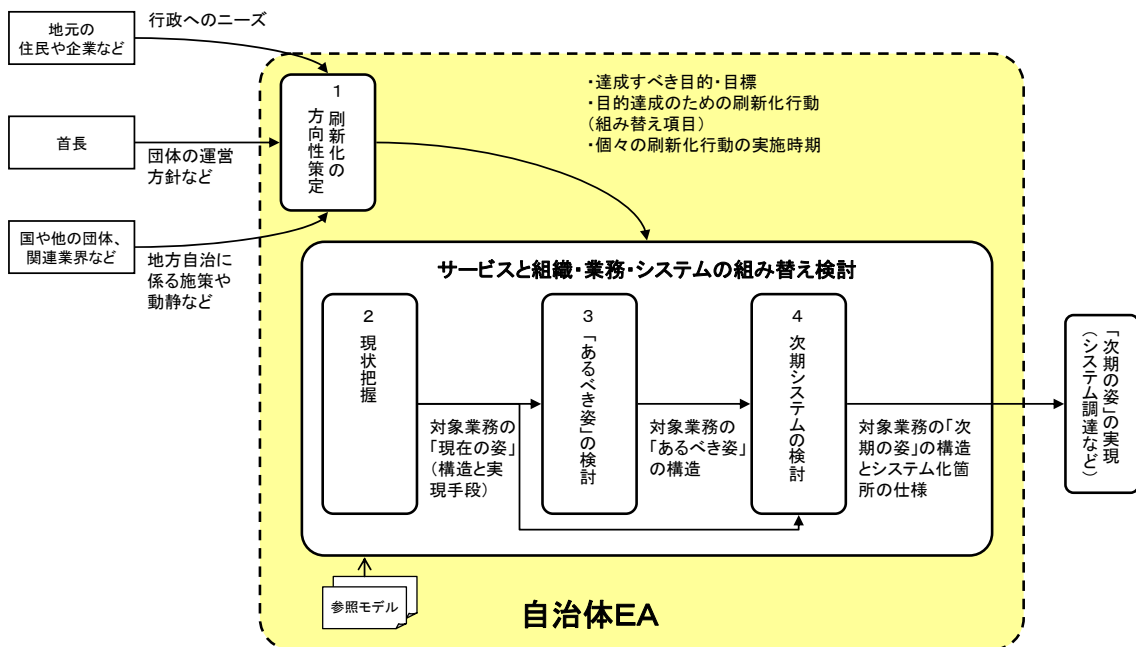 地元の
住民や企業など
行政へのニーズ
首長
団体の運営
方針など
国や他の団体、
関連業界など
地方自治に
係る施策や
動静など
1
刷新化の
方向性策定
・達成すべき目的・目標
・目的達成のための刷新化行動
(組み替え項目)
・個々の刷新化行動の実施時期
サービスと組織・業務・システムの組み替え検討
2
現状把握
対象業務の
「現在の姿」
(構造と実
現手段)
3
「あるべき姿」の検討
対象業務の
「あるべき姿」
の構造
4
次期システムの検討
対象業務の「次
期の姿」の構造
とシステム化箇
所の仕様
「次期の姿」の実現
(システム調達など)
参照モデル
自治体EA